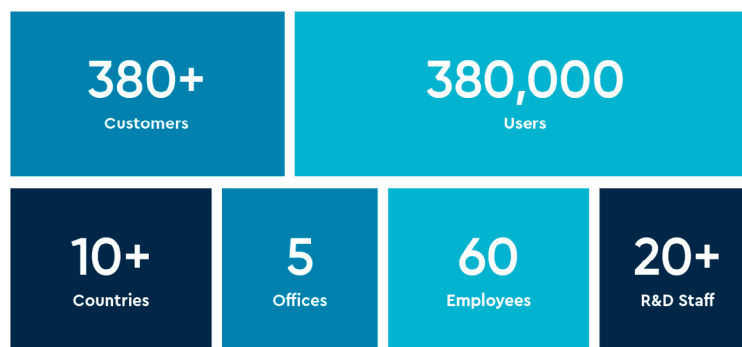 380+
Customers
380,000
Users
10+
Countries
5
Offices
60
Employees
20+
R&D Staff